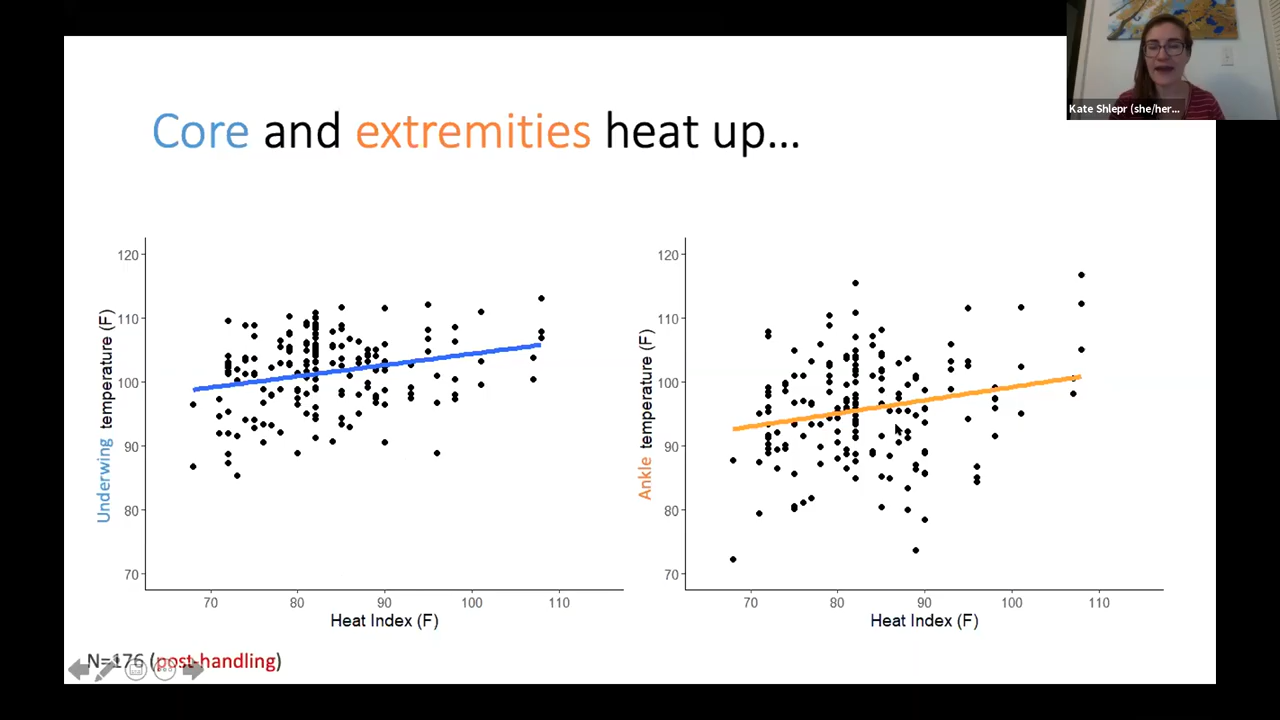 Kate Shlepr (she/her...
Core and extremities heat up...
120
110
100
90
80
70
Underwing temperature (F)
70 80 90 100 110
Heat Index (F)
120
110
100
90
80
70
Ankle temperature (F)
70 80 90 100 110
Heat Index (F)
N=176 (post-handling)